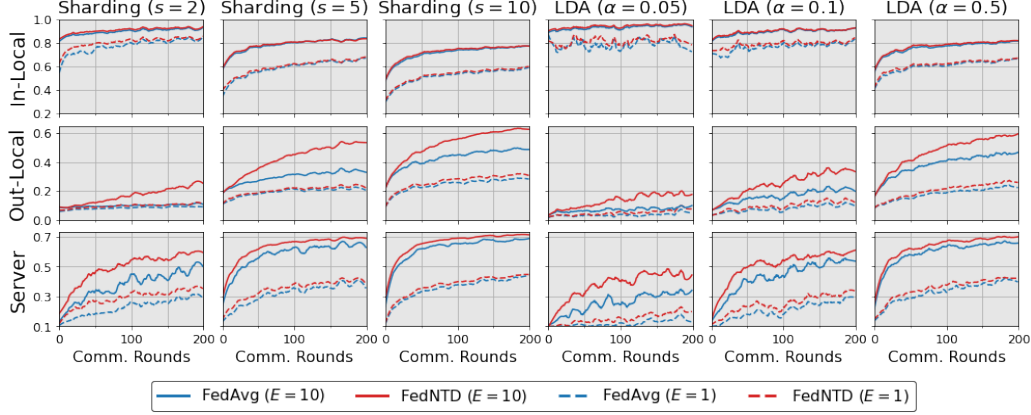 Sharding (s = 2) Sharding (s = 5) Sharding (s = 10) LDA (α = 0.05) LDA (α = 0.1) LDA (α = 0.5)
In-Local
1.0
0.8
0.6
0.4
0.2
Out-Local
0.6
0.4
0.2
0.0
Server
0.7
0.5
0.3
0.1
0 100 200 0 100 200 0 100 200 0 100 200 0 100 200 0 100 200
Comm. Rounds Comm. Rounds Comm. Rounds Comm. Rounds Comm. Rounds Comm. Rounds
FedAvg (E = 10) FedNTD (E = 10) FedAvg (E = 1) FedNTD (E = 1)